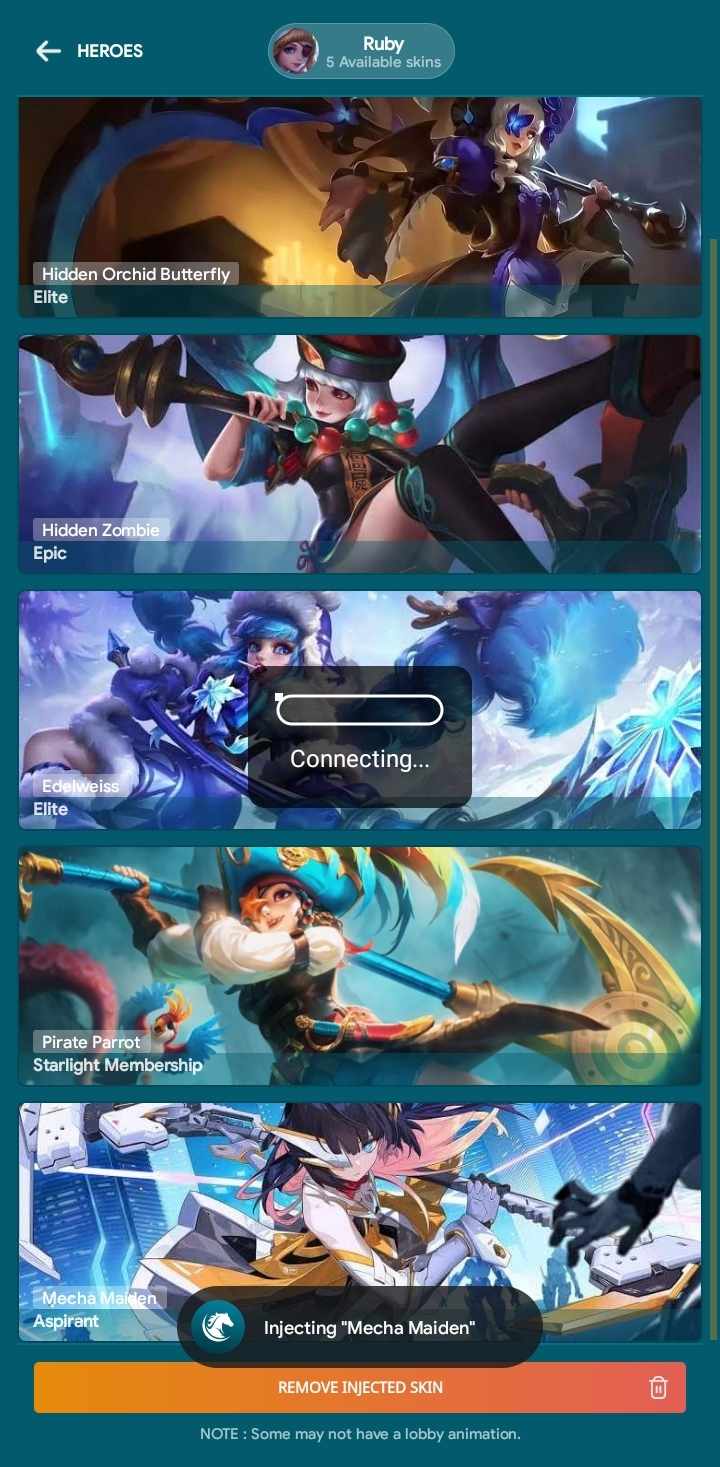 HEROES
Ruby
5 Available skins
Hidden Orchid Butterfly
Elite
Hidden Zombie
Epic
Connecting...
Edelweiss
Elite
Pirate Parrot
Starlight Membership
Mecha Maiden
Aspirant
Injecting "Mecha Maiden"
REMOVE INJECTED SKIN
NOTE : Some may not have a lobby animation.